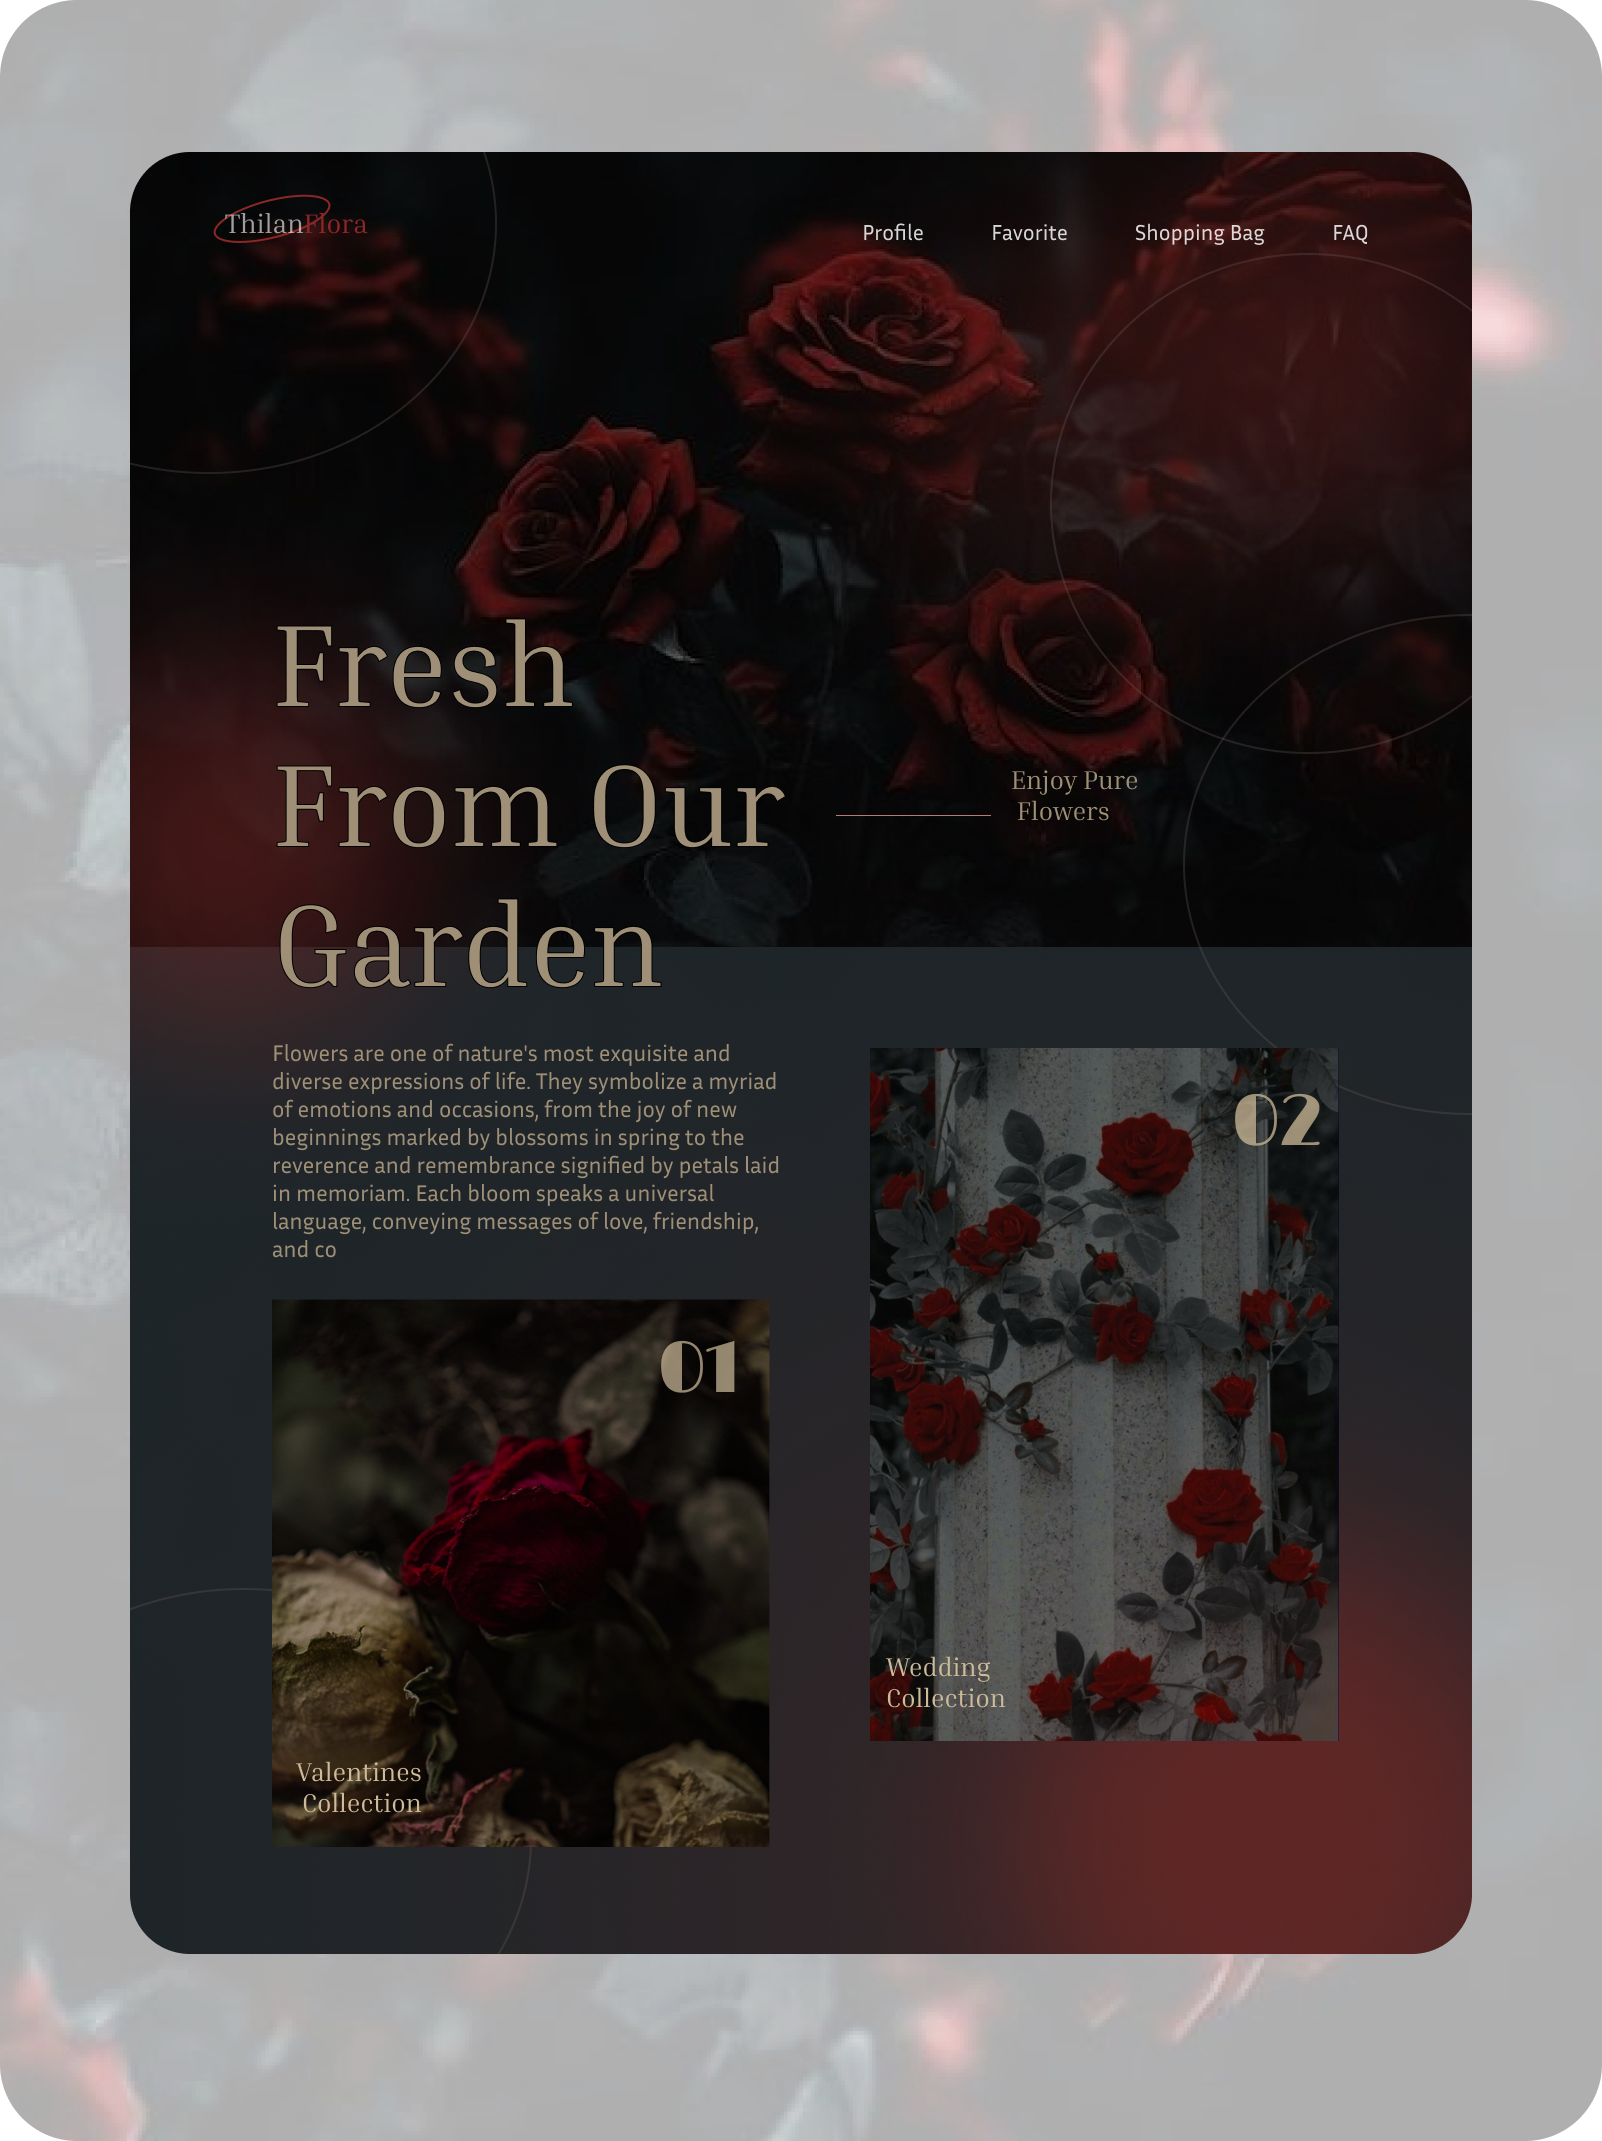 ThilanFlora
Profile Favorite Shopping Bag FAQ
Fresh
From Our
Garden
Enjoy Pure
Flowers
Flowers are one of nature's most exquisite and
diverse expressions of life. They symbolize a myriad
of emotions and occasions, from the joy of new
beginnings marked by blossoms in spring to the
reverence and remembrance signified by petals laid
in memoriam. Each bloom speaks a universal
language, conveying messages of love, friendship,
and co
01
Valentines
Collection
02
Wedding
Collection